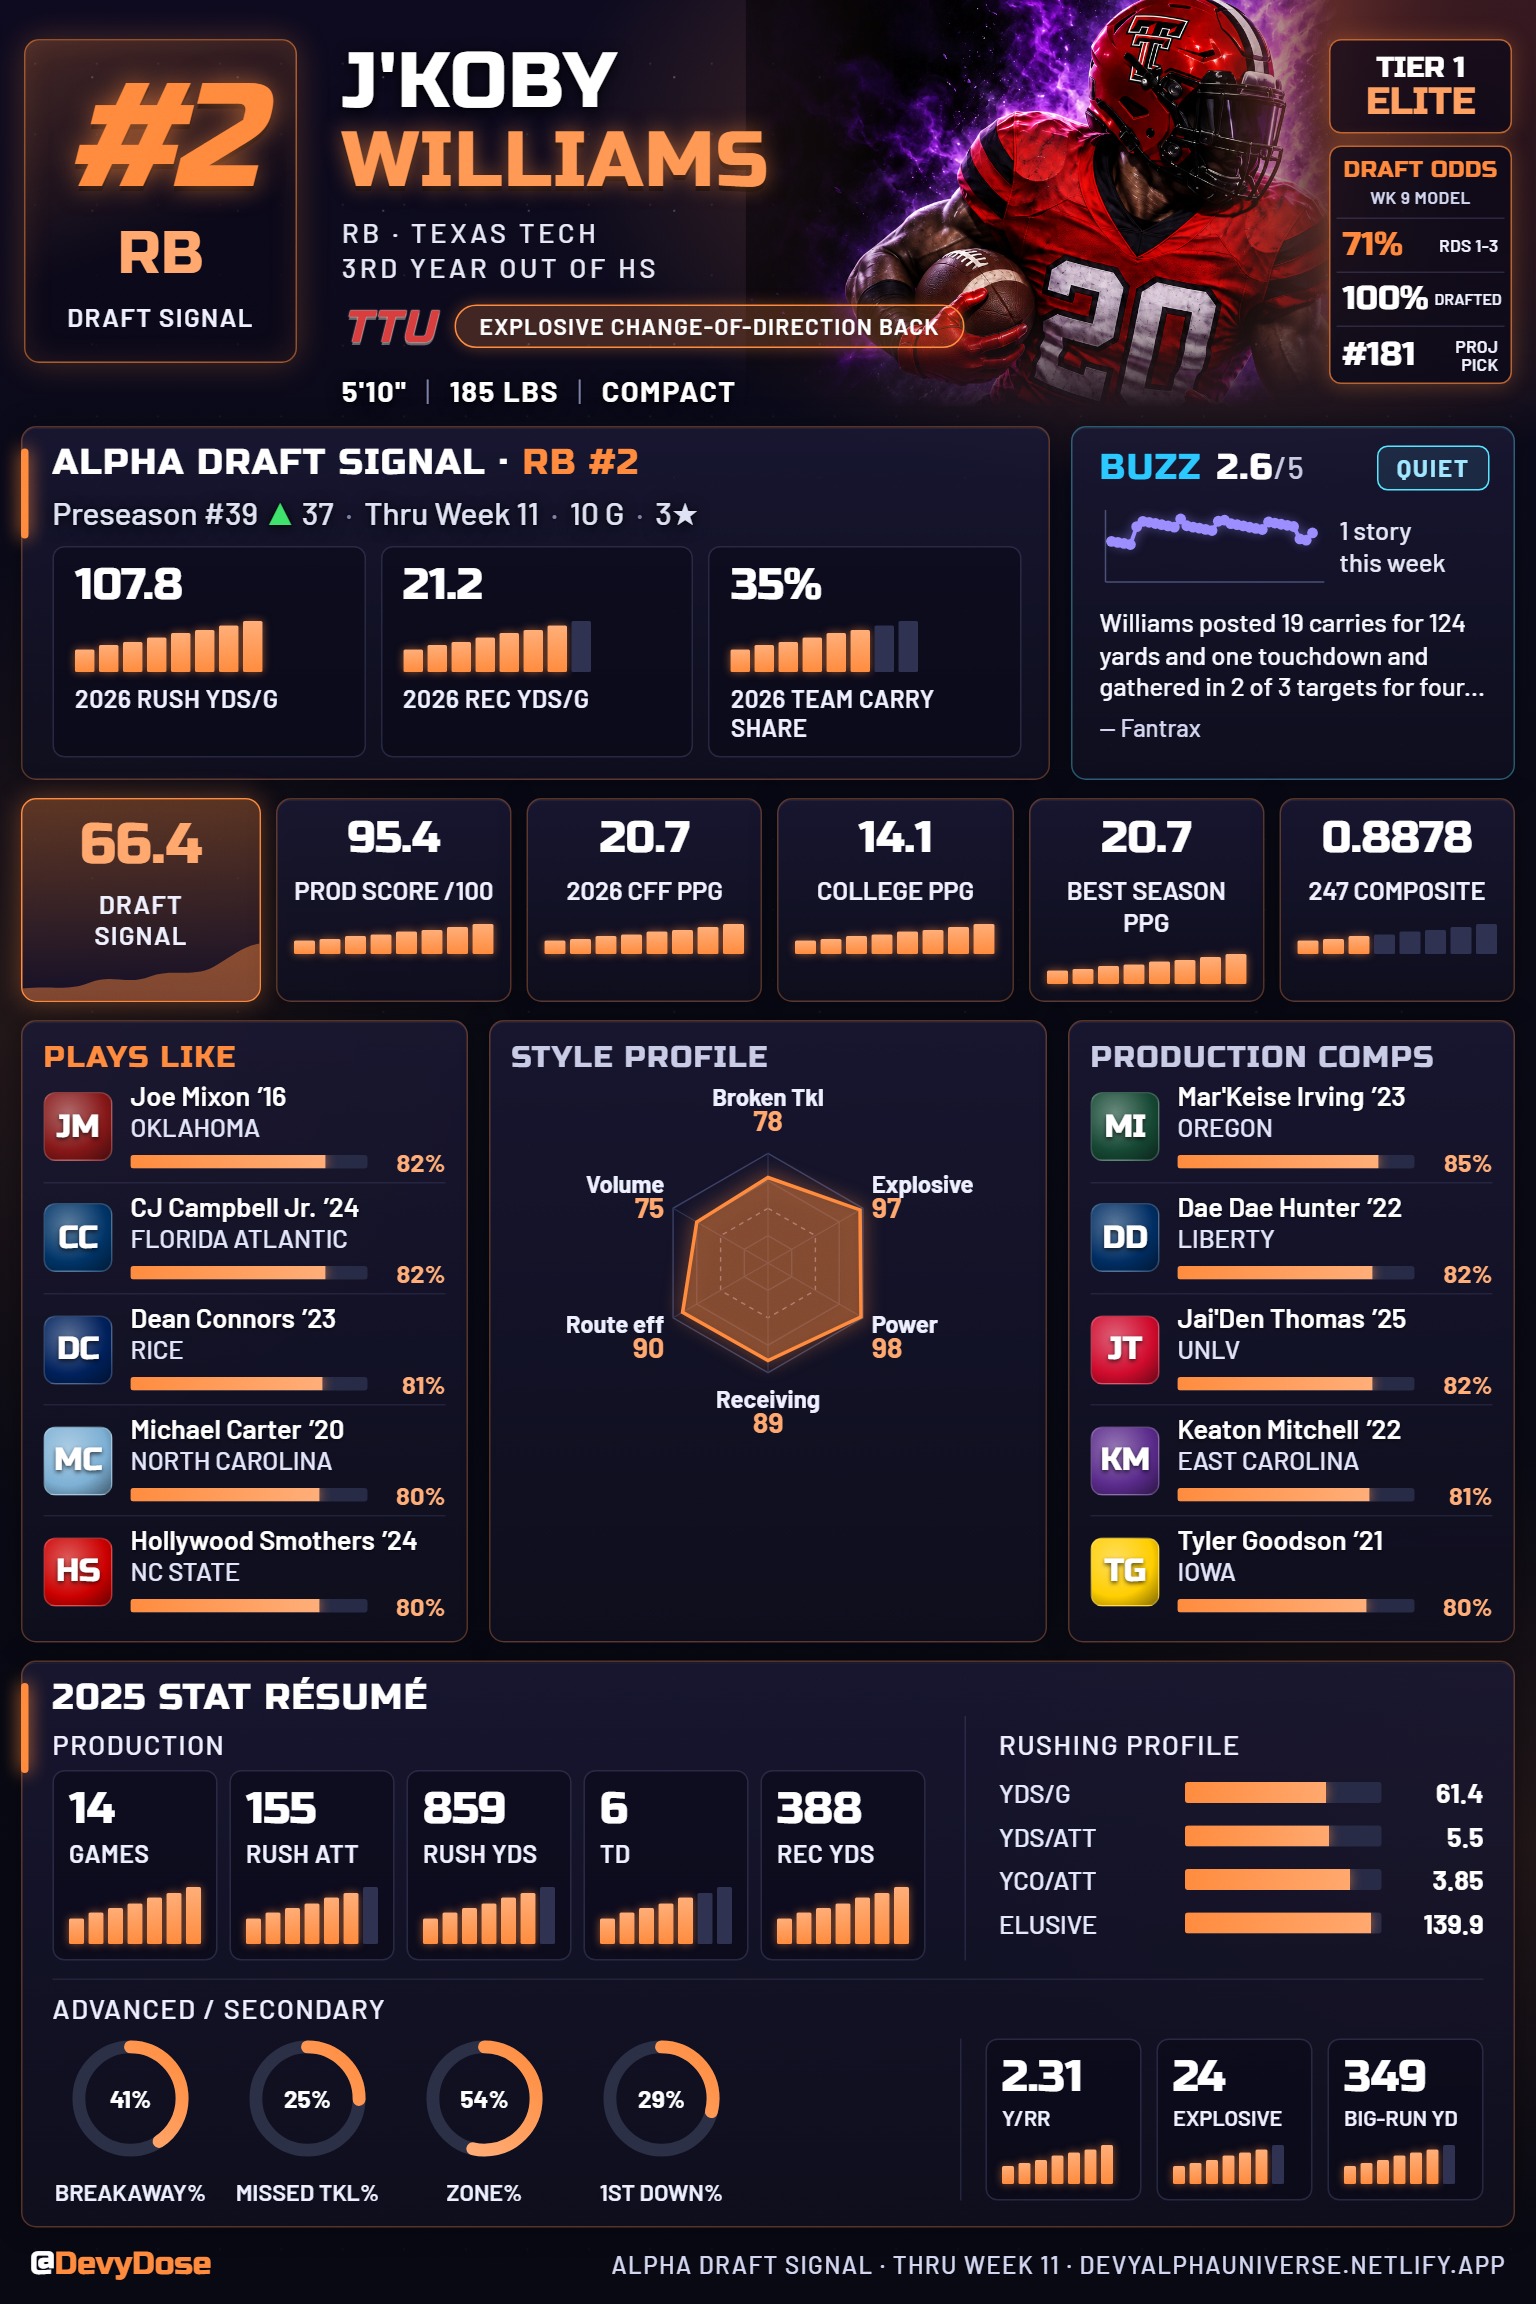 #2
RB
DRAFT SIGNAL
J'KOBY
WILLIAMS
RB · TEXAS TECH
3RD YEAR OUT OF HS
TTU
EXPLOSIVE CHANGE-OF-DIRECTION BACK
5'10" | 185 LBS | COMPACT
TT
20
TIER 1
ELITE
DRAFT ODDS
WK 9 MODEL
71% RDS 1-3
100% DRAFTED
#181 PROJ
PICK
ALPHA DRAFT SIGNAL · RB #2
Preseason #39 ▲ 37 · Thru Week 11 · 10 G · 3★
107.8
2026 RUSH YDS/G
21.2
2026 REC YDS/G
35%
2026 TEAM CARRY
SHARE
BUZZ 2.6/5
QUIET
1 story
this week
Williams posted 19 carries for 124
yards and one touchdown and
gathered in 2 of 3 targets for four...
— Fantrax
66.4
DRAFT
SIGNAL
95.4
PROD SCORE /100
20.7
2026 CFF PPG
14.1
COLLEGE PPG
20.7
BEST SEASON
PPG
0.8878
247 COMPOSITE
PLAYS LIKE
JM
Joe Mixon '16
OKLAHOMA
82%
CC
CJ Campbell Jr. '24
FLORIDA ATLANTIC
82%
DC
Dean Connors '23
RICE
81%
MC
Michael Carter '20
NORTH CAROLINA
80%
HS
Hollywood Smothers '24
NC STATE
80%
STYLE PROFILE
Broken Tkl
78
Volume
75
Explosive
97
Route eff
90
Power
98
Receiving
89
PRODUCTION COMPS
MI
Mar'Keise Irving '23
OREGON
85%
DD
Dae Dae Hunter '22
LIBERTY
82%
JT
Jai'Den Thomas '25
UNLV
82%
KM
Keaton Mitchell '22
EAST CAROLINA
81%
TG
Tyler Goodson '21
IOWA
80%
2025 STAT RÉSUMÉ
PRODUCTION
14
GAMES
155
RUSH ATT
859
RUSH YDS
6
TD
388
REC YDS
RUSHING PROFILE
YDS/G 61.4
YDS/ATT 5.5
YCO/ATT 3.85
ELUSIVE 139.9
ADVANCED / SECONDARY
41%
BREAKAWAY%
25%
MISSED TKL%
54%
ZONE%
29%
1ST DOWN%
2.31
Y/RR
24
EXPLOSIVE
349
BIG-RUN YD
@DevyDose
ALPHA DRAFT SIGNAL · THRU WEEK 11 · DEVYALPHAUNIVERSE.NETLIFY.APP